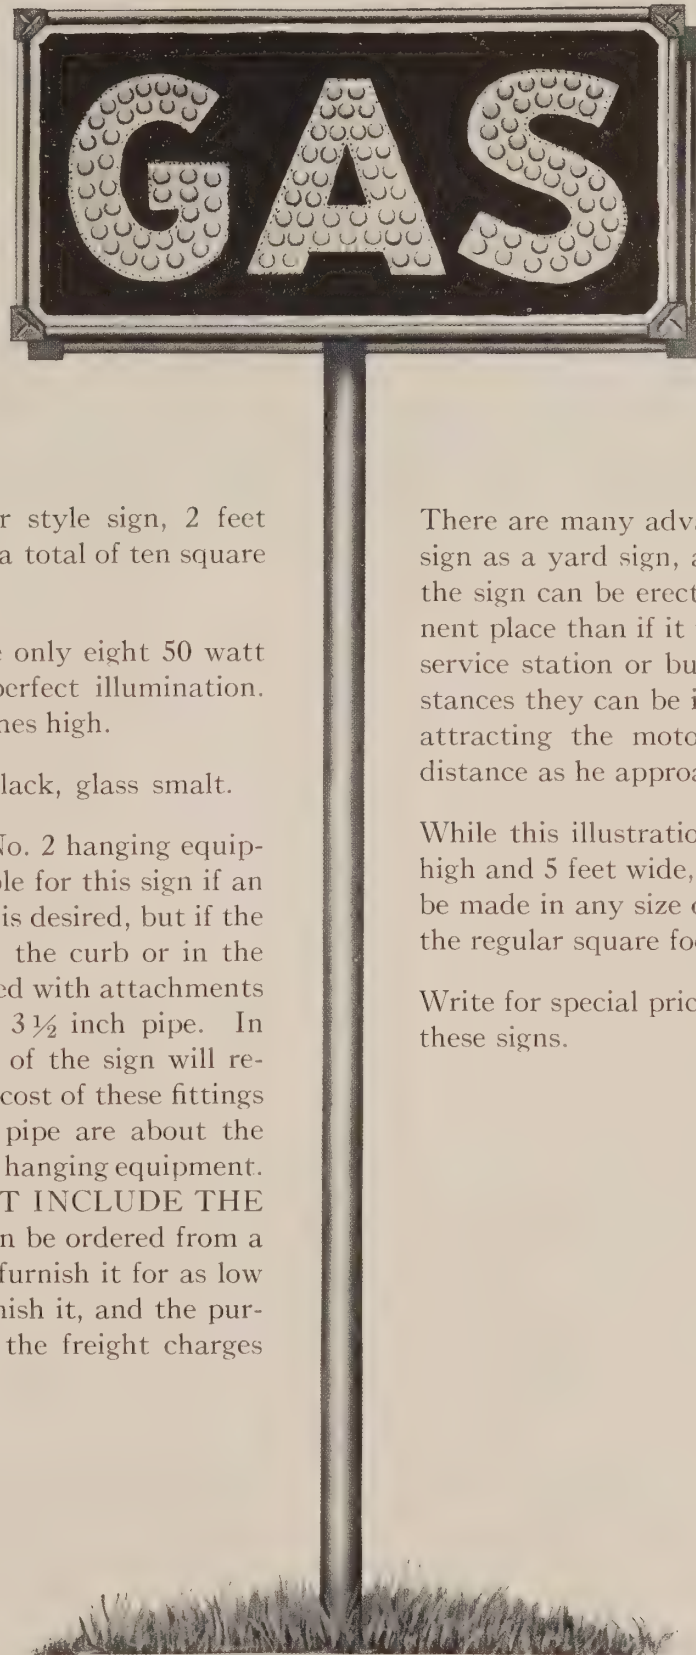 GAS
r style sign, 2 feet
a total of ten square
only eight 50 watt
perfect illumination.
hes high.
lack, glass smalt.
No. 2 hanging equip-
ble for this sign if an
is desired, but if the
the curb or in the
ed with attachments
3½ inch pipe. In
of the sign will re-
cost of these fittings
pipe are about the
hanging equipment.
T INCLUDE THE
n be ordered from a
furnish it for as low
nish it, and the pur-
the freight charges
There are many adv
sign as a yard sign, a
the sign can be erect
nent place than if it
service station or bu
stances they can be i
attracting the moto
distance as he approa
While this illustratio
high and 5 feet wide,
be made in any size o
the regular square foo
Write for special pric
these signs.